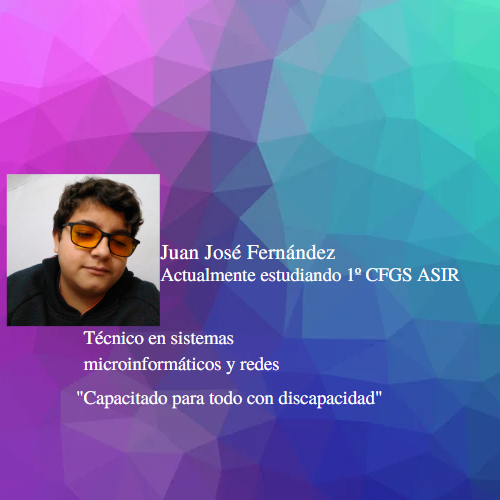 Juan José Fernández
Actualmente estudiando 1º CFGS ASIR
Técnico en sistemas
microinformáticos y redes
"Capacitado para todo con discapacidad"